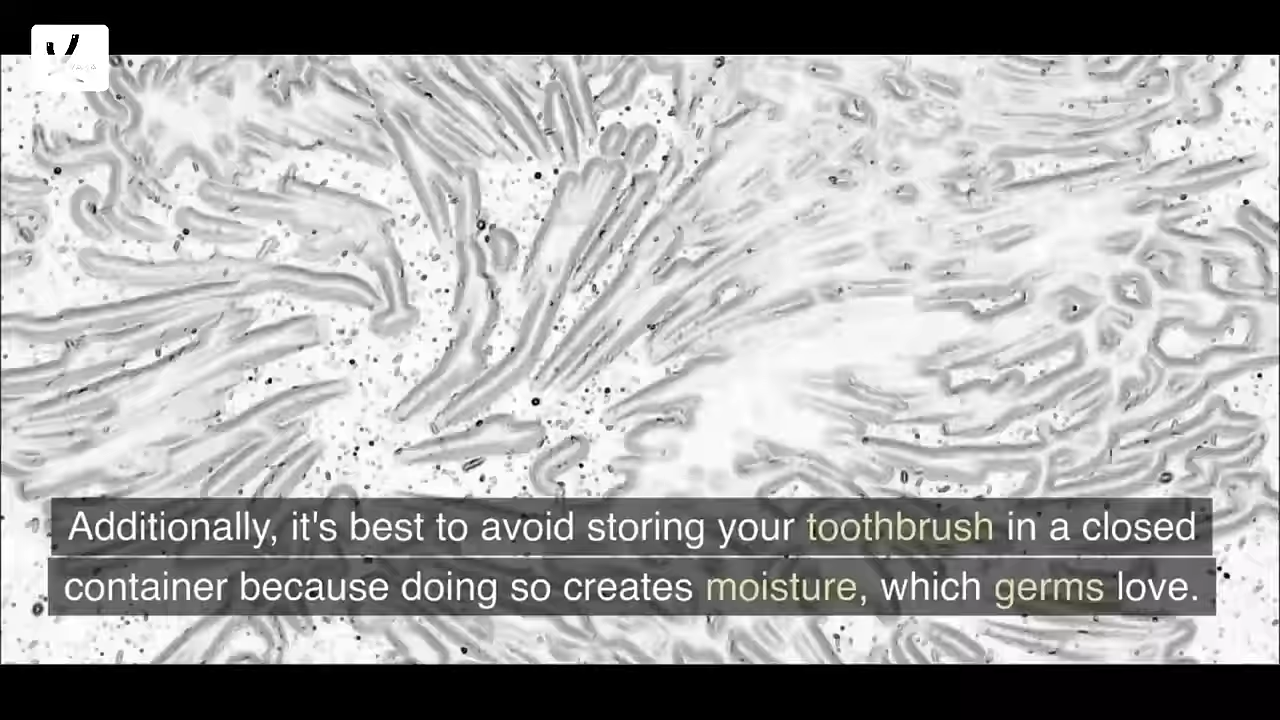 Additionally, it's best to avoid storing your toothbrush in a closed
container because doing so creates moisture, which germs love.